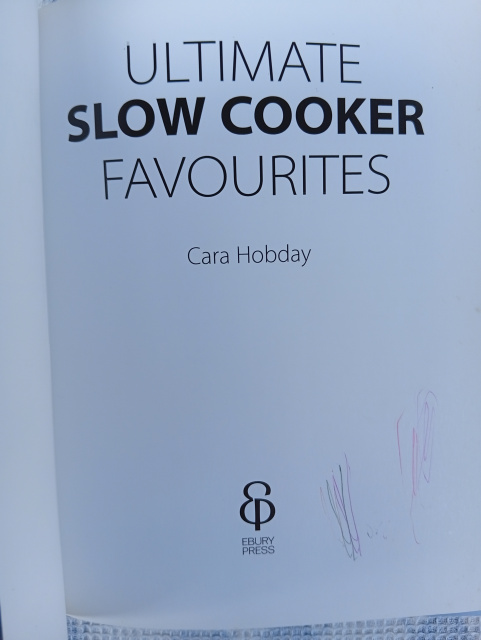 ULTIMATE
SLOW COOKER
FAVOURITES
Cara Hobday
EBURY
PRESS